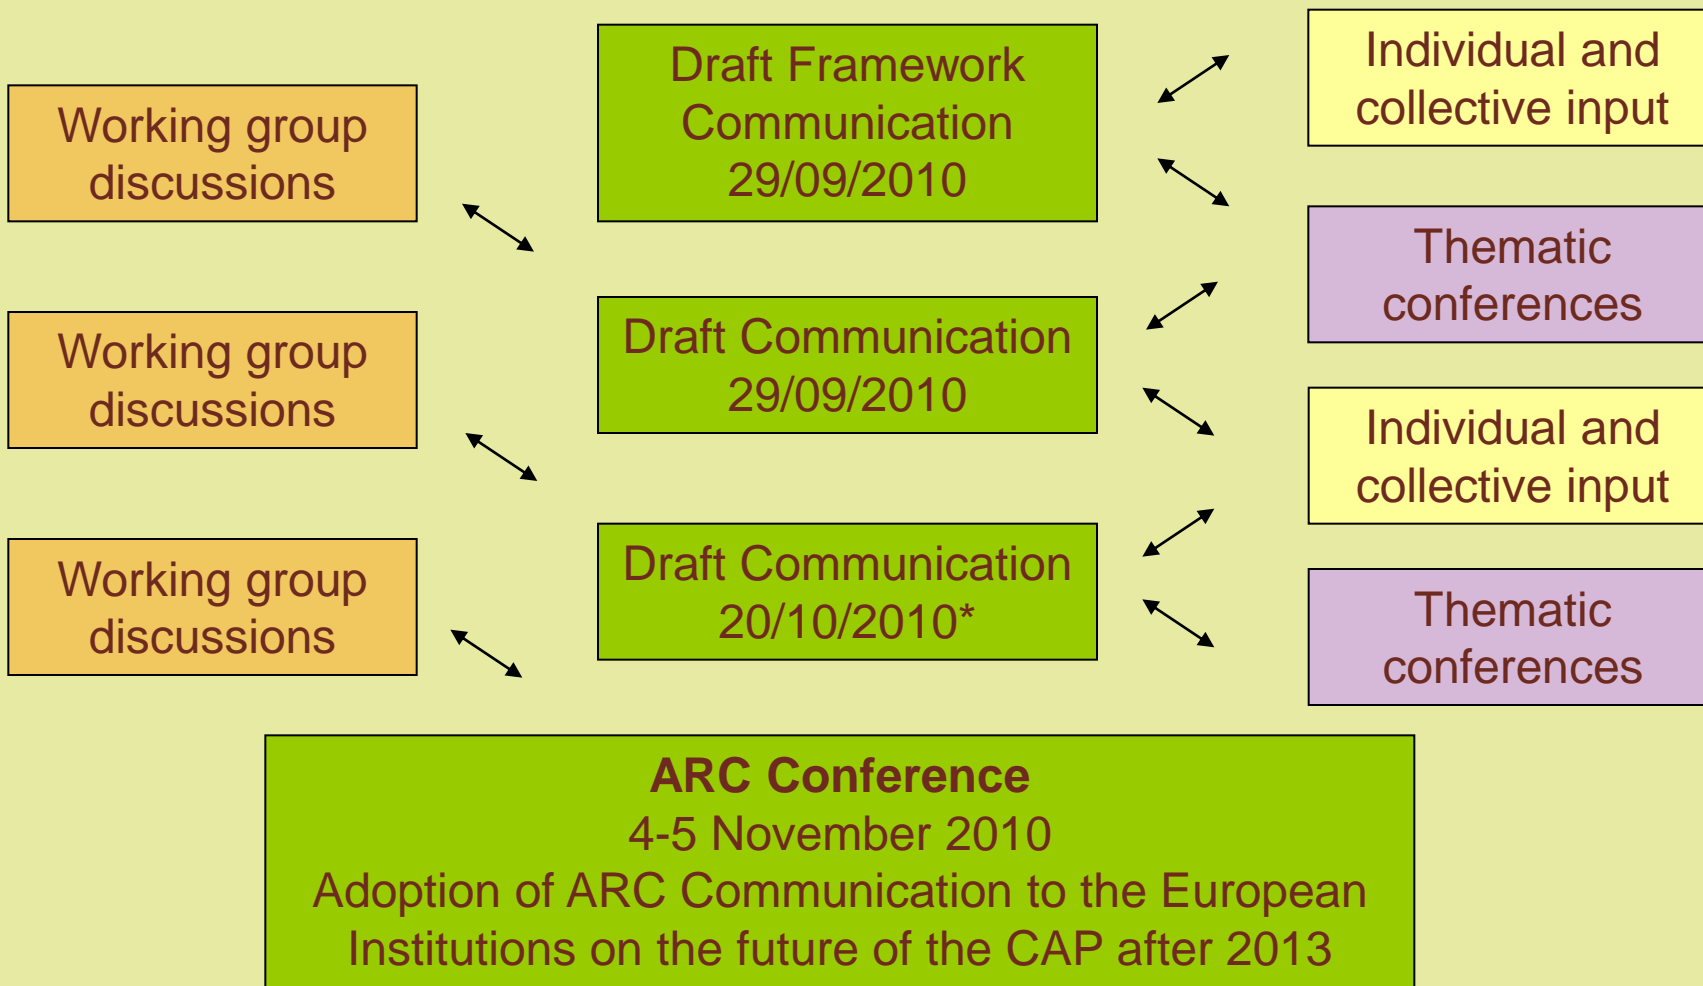 Working group
discussions
Draft Framework
Communication
29/09/2010
Individual and
collective input
Thematic
conferences
Working group
discussions
Draft Communication
29/09/2010
Individual and
collective input
Working group
discussions
Draft Communication
20/10/2010*
Thematic
conferences
ARC Conference
4-5 November 2010
Adoption of ARC Communication to the European
Institutions on the future of the CAP after 2013